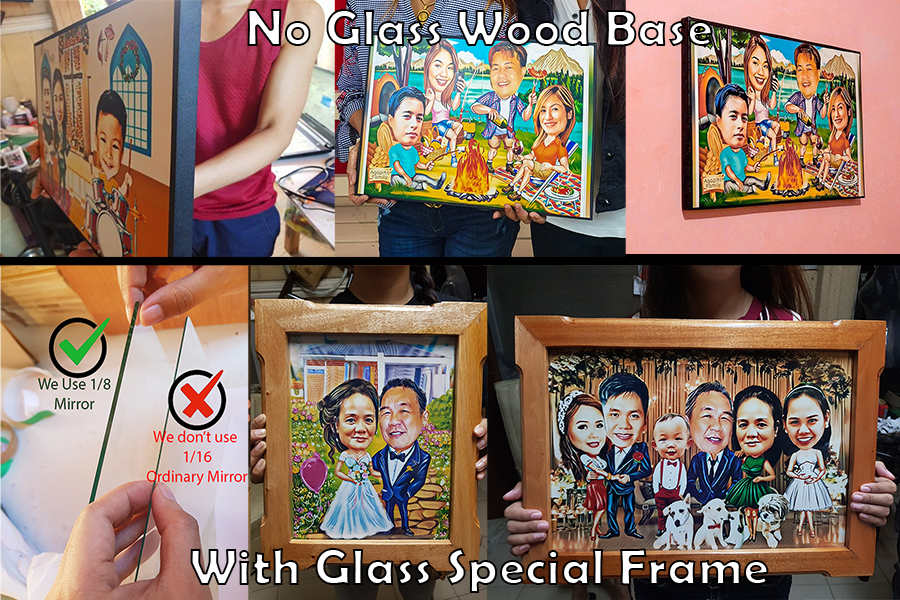 No Glass Wood Base
We Use 1/8
Mirror
We don't use
1/16
Ordinary Mirror
With Glass Special Frame